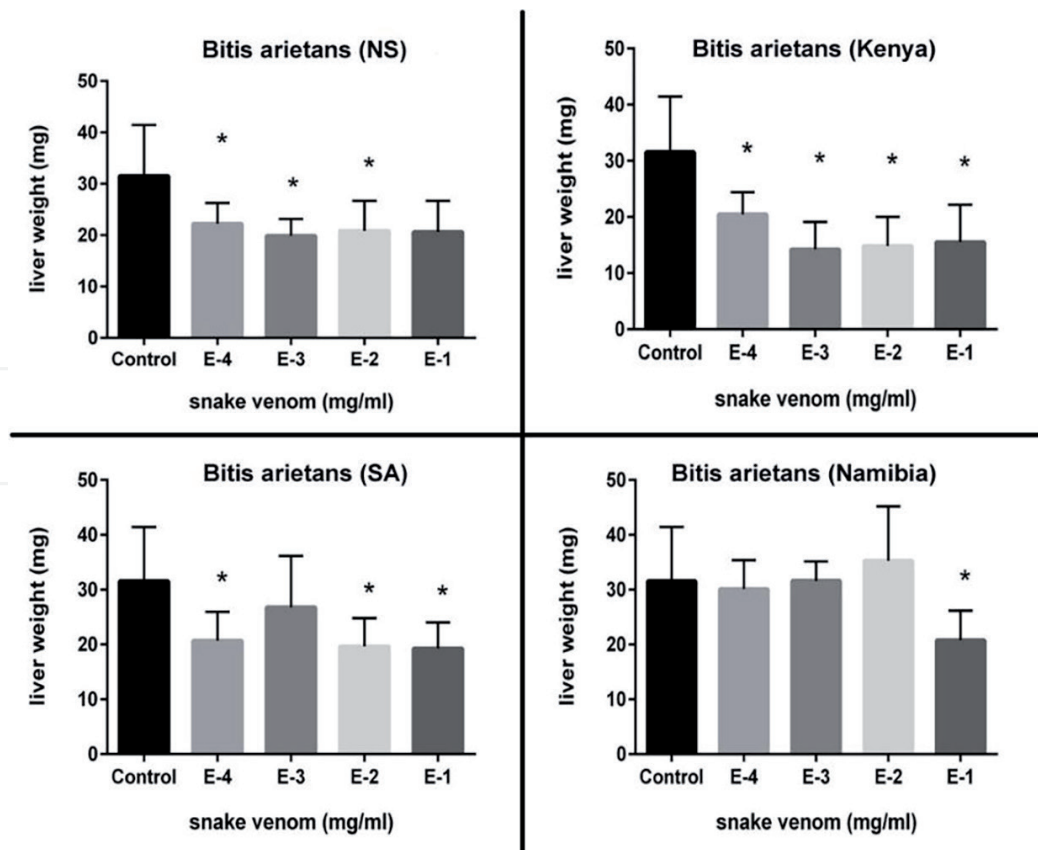 Bitis arietans (NS)
liver weight (mg)
50
40
30
20
10
0
*
*
*
Control E-4 E-3 E-2 E-1
snake venom (mg/ml)
Bitis arietans (Kenya)
liver weight (mg)
50
40
30
20
10
0
*
*
*
*
Control E-4 E-3 E-2 E-1
snake venom (mg/ml)
Bitis arietans (SA)
liver weight (mg)
50
40
30
20
10
0
*
*
*
Control E-4 E-3 E-2 E-1
snake venom (mg/ml)
Bitis arietans (Namibia)
liver weight (mg)
50
40
30
20
10
0
*
Control E-4 E-3 E-2 E-1
snake venom (mg/ml)